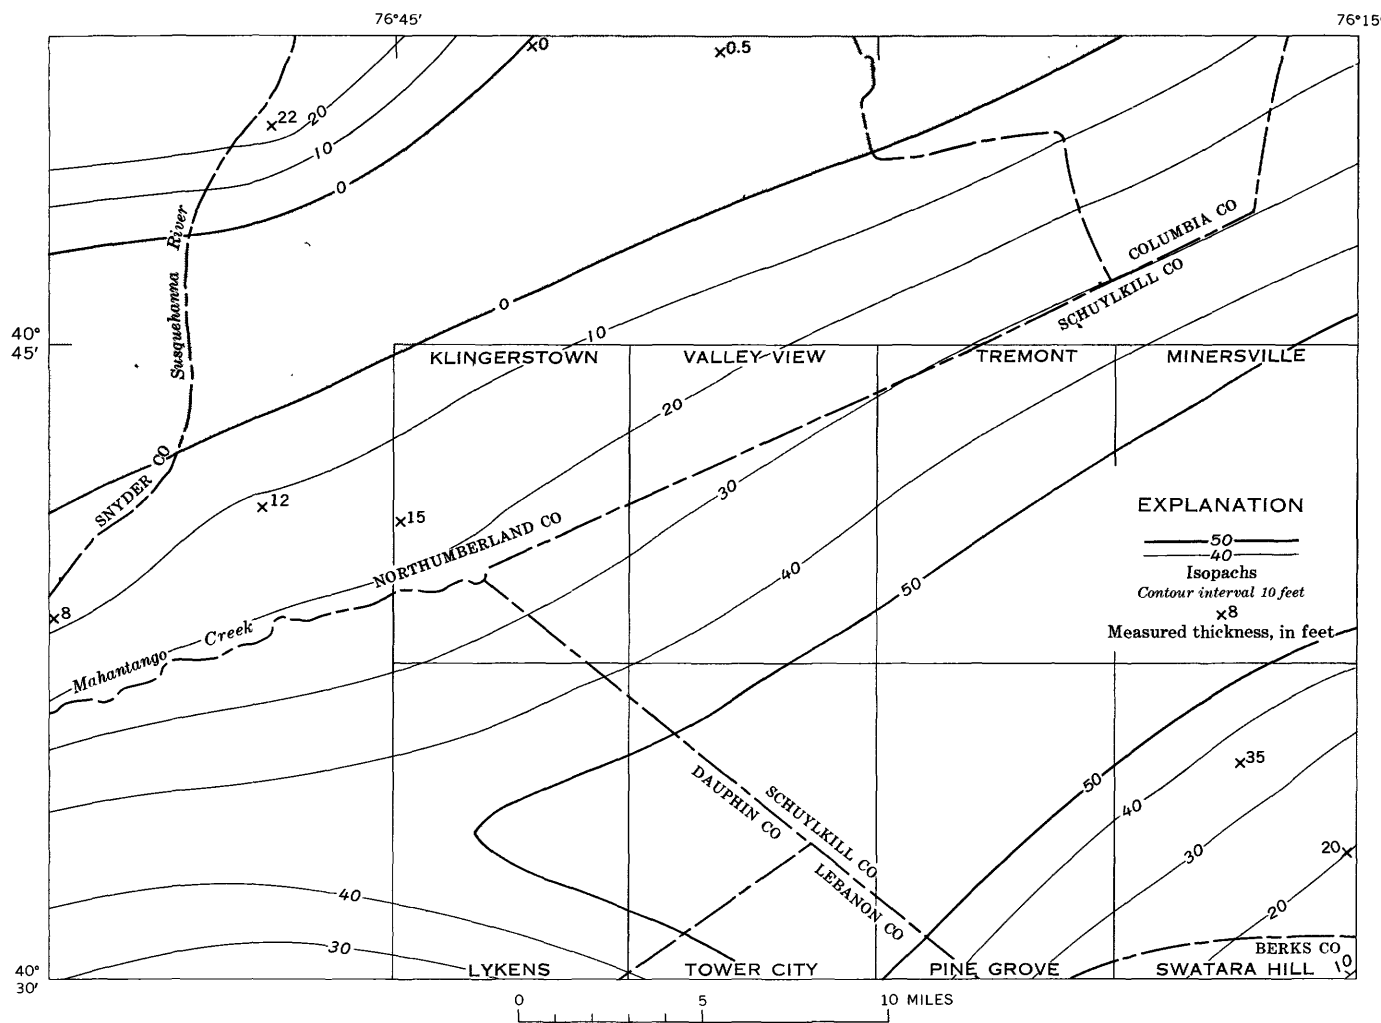 76°45′
76°15
0
0.5
22
20
10
0
Susquehanna River
COLUMBIA CO
SCHUYLKILL CO
0
10
40°
45′
KLINGERSTOWN
VALLEY VIEW
TREMONT
MINERSVILLE
20
SNYDER CO
12
15
30
NORTHUMBERLAND CO
40
50
EXPLANATION
50
40
Isopachs
Contour interval 10 feet
8
Measured thickness, in feet
8
Mahantango Creek
35
50
40
30
20
20
DAUPHIN CO
SCHUYLKILL CO
LEBANON CO
40
30
BERKS CO
10
LYKENS
TOWER CITY
PINE GROVE
SWATARA HILL
40°
30′
0
5
10 MILES